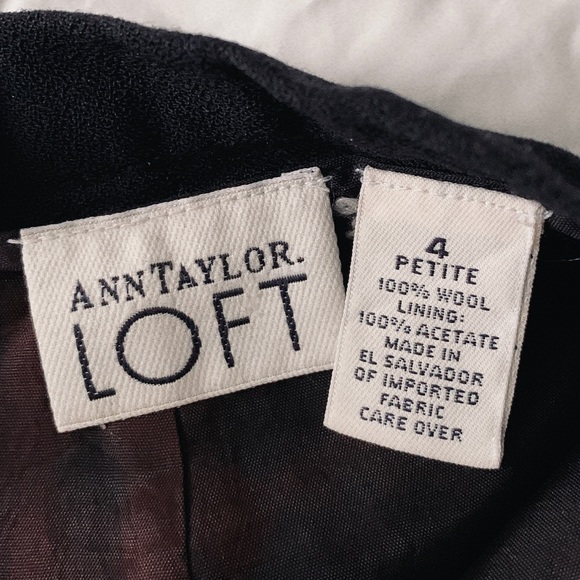 ANNTAYLOR.
LOFT
4
PETITE
100% WOOL
LINING:
100% ACETATE
MADE IN
EL SALVADOR
OF IMPORTED
FABRIC
CARE OVER